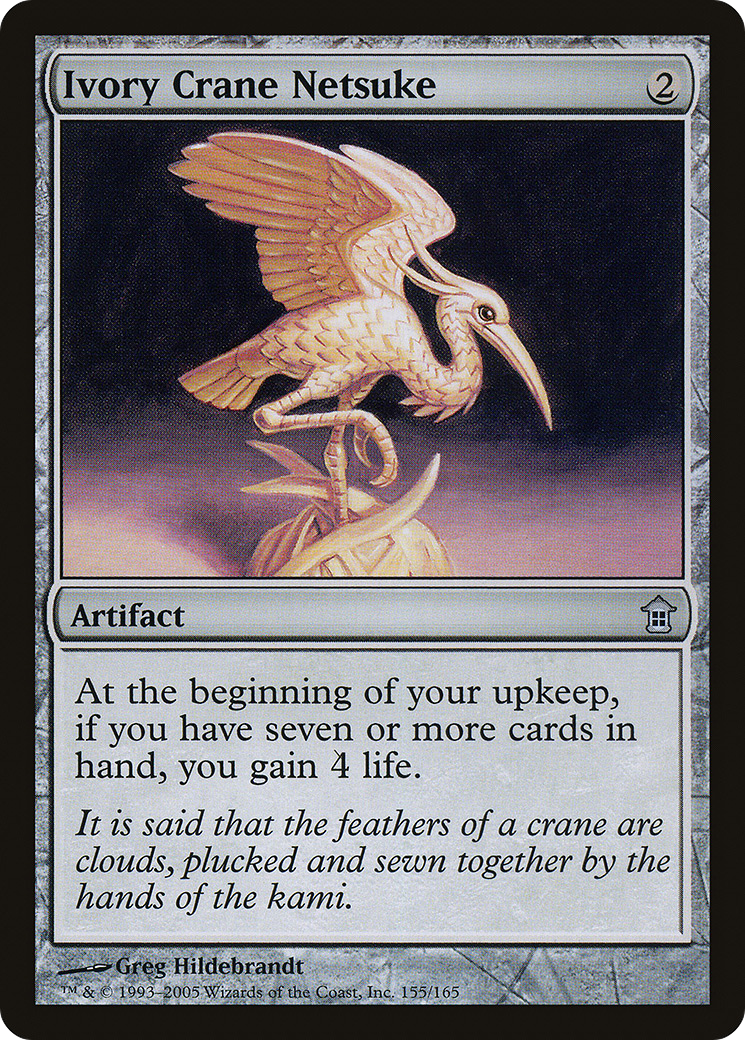 Ivory Crane Netsuke 2
Artifact
At the beginning of your upkeep,
if you have seven or more cards in
hand, you gain 4 life.
It is said that the feathers of a crane are
clouds, plucked and sewn together by the
hands of the kami.
Greg Hildebrandt
™ & © 1993–2005 Wizards of the Coast, Inc. 155/165